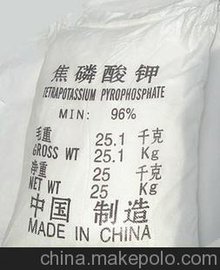 焦磷酸钾
TETRAPOTASSIUM PYROPHOSPHATE
MIN: 96%
毛重 25.1 千克
GROSS WT 25.1 Kg
净重 25 千克
NET WT 25 Kg
中国 制造
MADE IN CHINA
china.makepolo.com